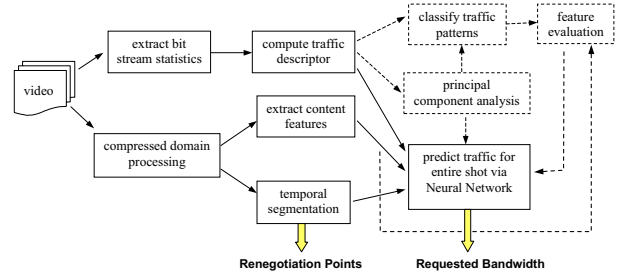 classify traffic
patterns
feature
evaluation
extract bit
stream statistics
compute traffic
descriptor
video
principal
component analysis
extract content
features
compressed domain
processing
predict traffic for
entire shot via
Neural Network
temporal
segmentation
Renegotiation Points
Requested Bandwidth